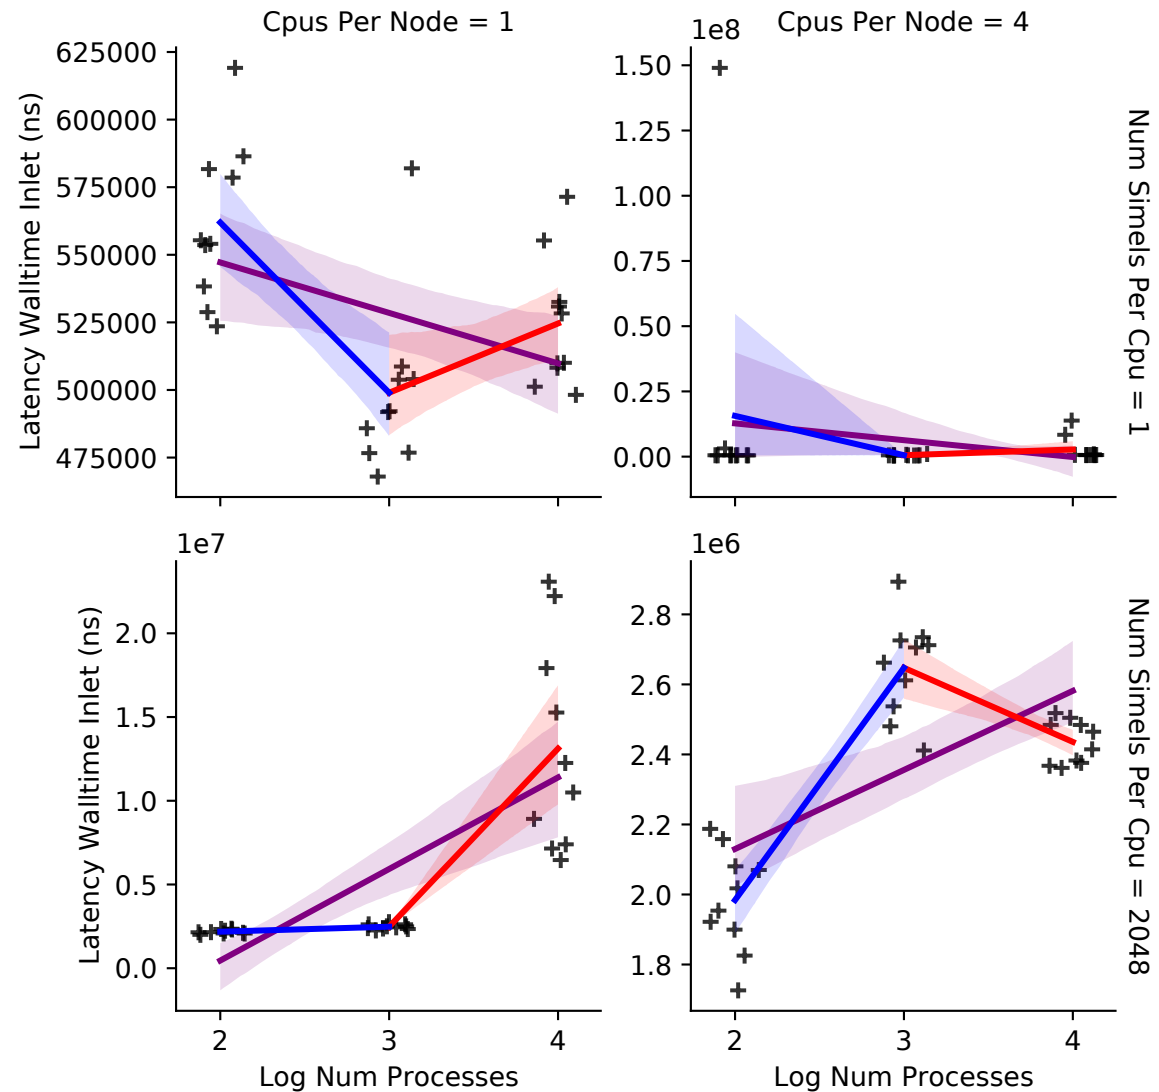 Cpus Per Node = 1
Cpus Per Node = 4
Latency Walltime Inlet (ns)
625000
600000
575000
550000
525000
500000
475000
1e8
1.50
1.25
1.00
0.75
0.50
0.25
0.00
Num Simels Per Cpu = 1
Latency Walltime Inlet (ns)
1e7
2.0
1.5
1.0
0.5
0.0
2
3
4
Log Num Processes
1e6
2.8
2.6
2.4
2.2
2.0
1.8
2
3
4
Log Num Processes
Num Simels Per Cpu = 2048